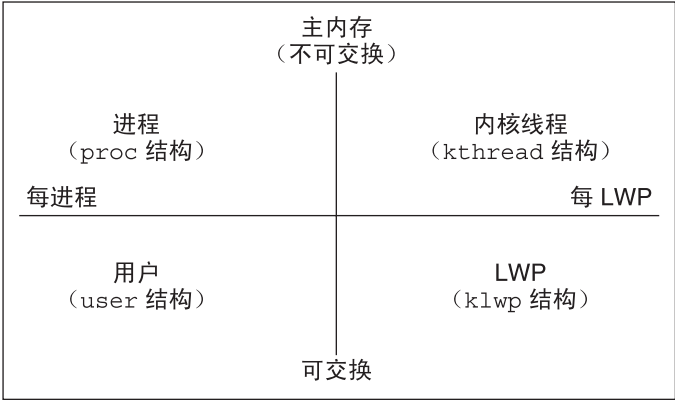 主内存
（不可交换）
进程
（proc 结构）
内核线程
（kthread 结构）
每进程
每 LWP
用户
（user 结构）
LWP
（klwp 结构）
可交换